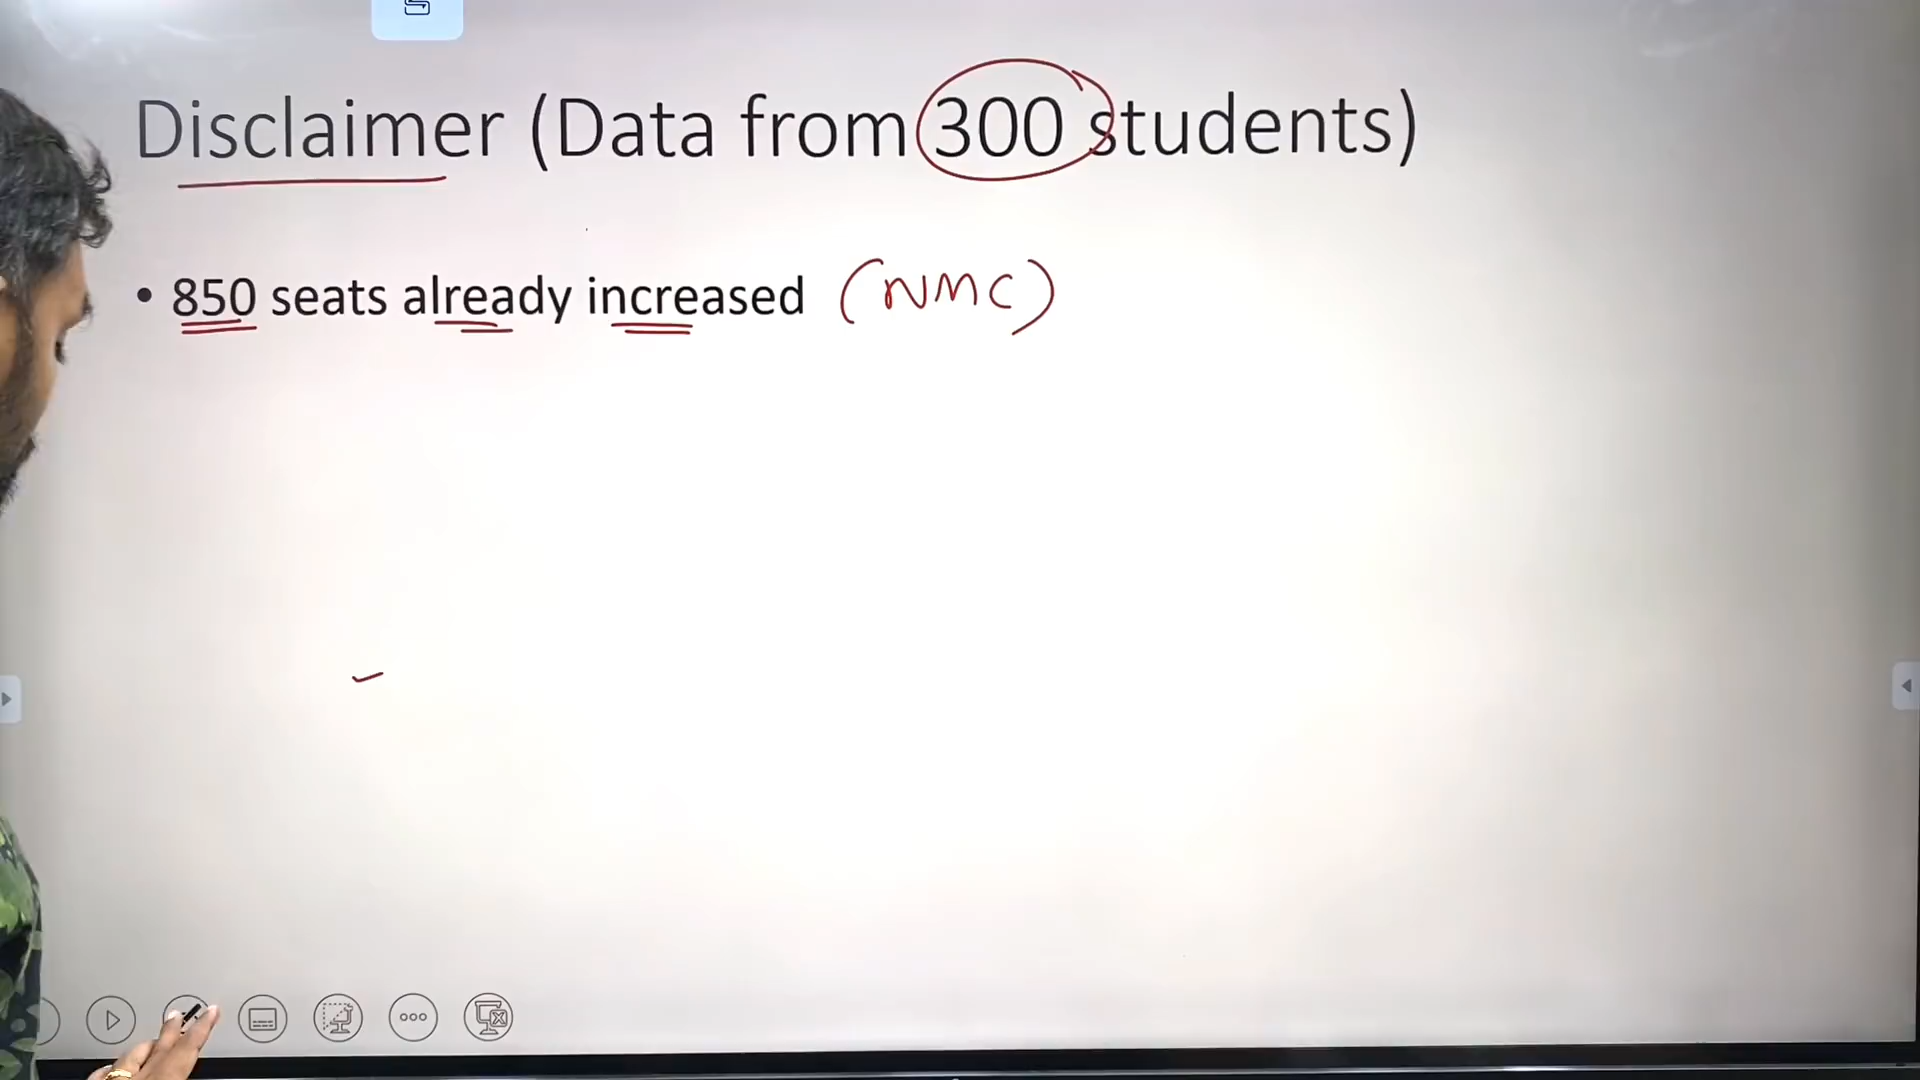 Disclaimer (Data from 300 students)
• 850 seats already increased (NMC)